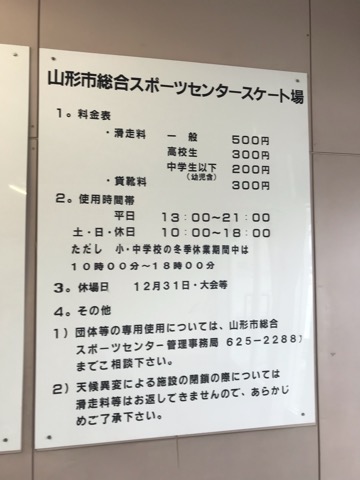 山形市総合スポーツセンタースケート場
1。料金表
・滑走料 一 般 500円
高校生 300円
中学生以下 200円
(幼児含)
・貸靴料 300円
2。使用時間帯
平日 13:00~21:00
土・日・休日 10:00~18:00
ただし 小・中学校の冬季休業期間中は
10時00分~18時00分
3。休場日 12月31日・大会等
4。その他
1)団体等の専用使用については、山形市総合
スポーツセンター管理事務局 625-2288
までご相談下さい。
2)天候異変による施設の閉鎖の際については
滑走料等はお返しできませんので、あらかじ
めご了承下さい。